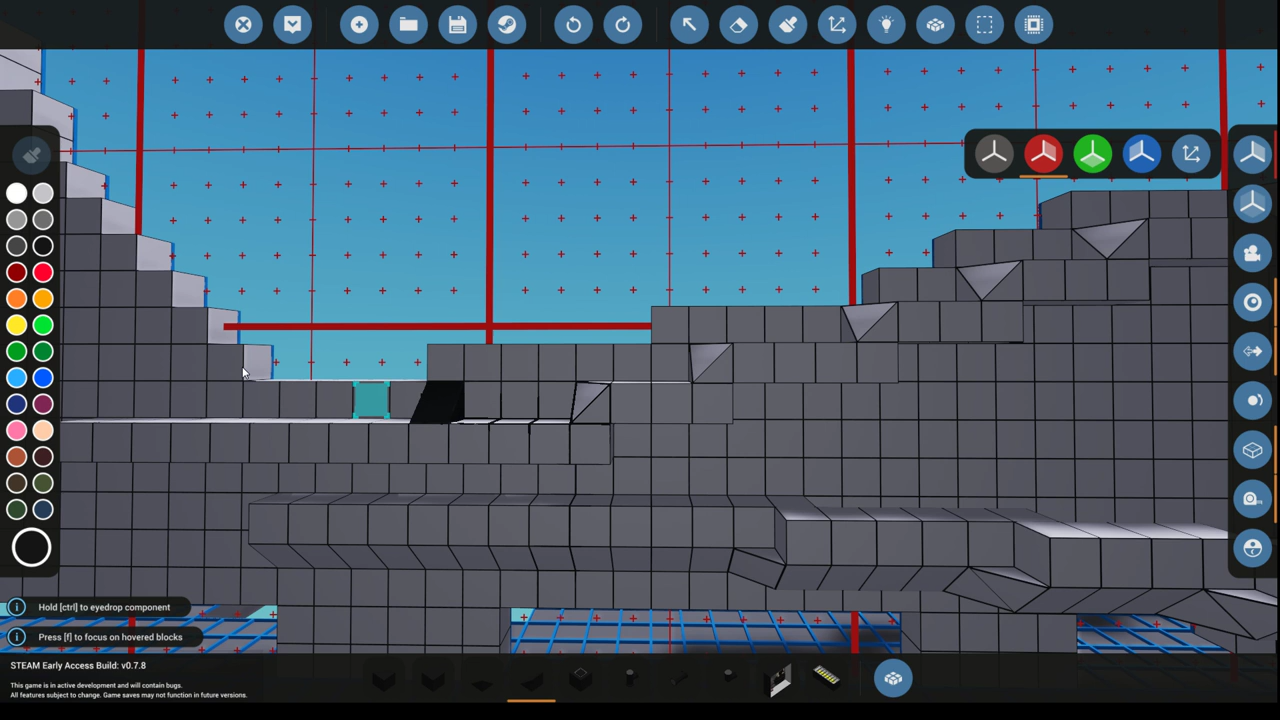 Hold [ctrl] to eyedrop component
Press [f] to focus on hovered blocks
STEAM Early Access Build: v0.7.8
This game is in active development and will contain bugs.
All features subject to change. Game saves may not function in future versions.